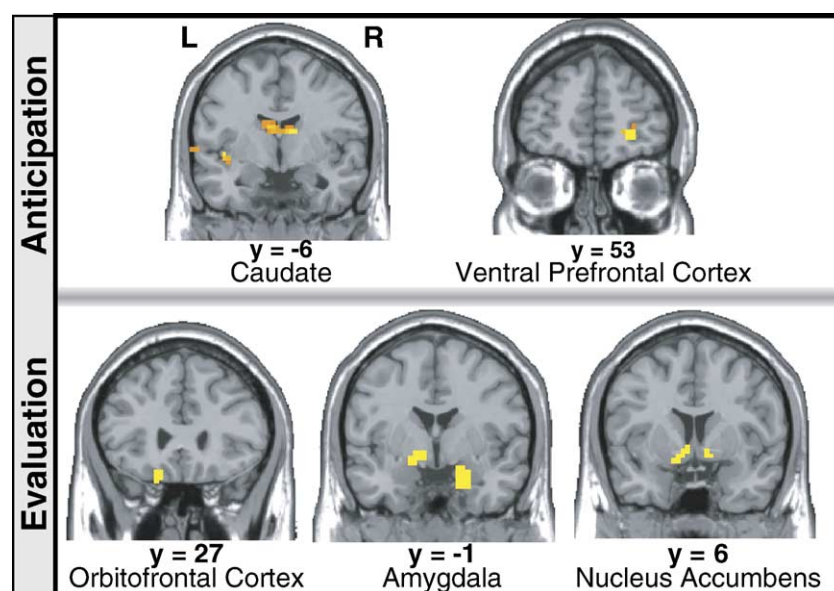 Anticipation
L
R
y = -6
Caudate
y = 53
Ventral Prefrontal Cortex
Evaluation
y = 27
Orbitofrontal Cortex
y = -1
Amygdala
y = 6
Nucleus Accumbens